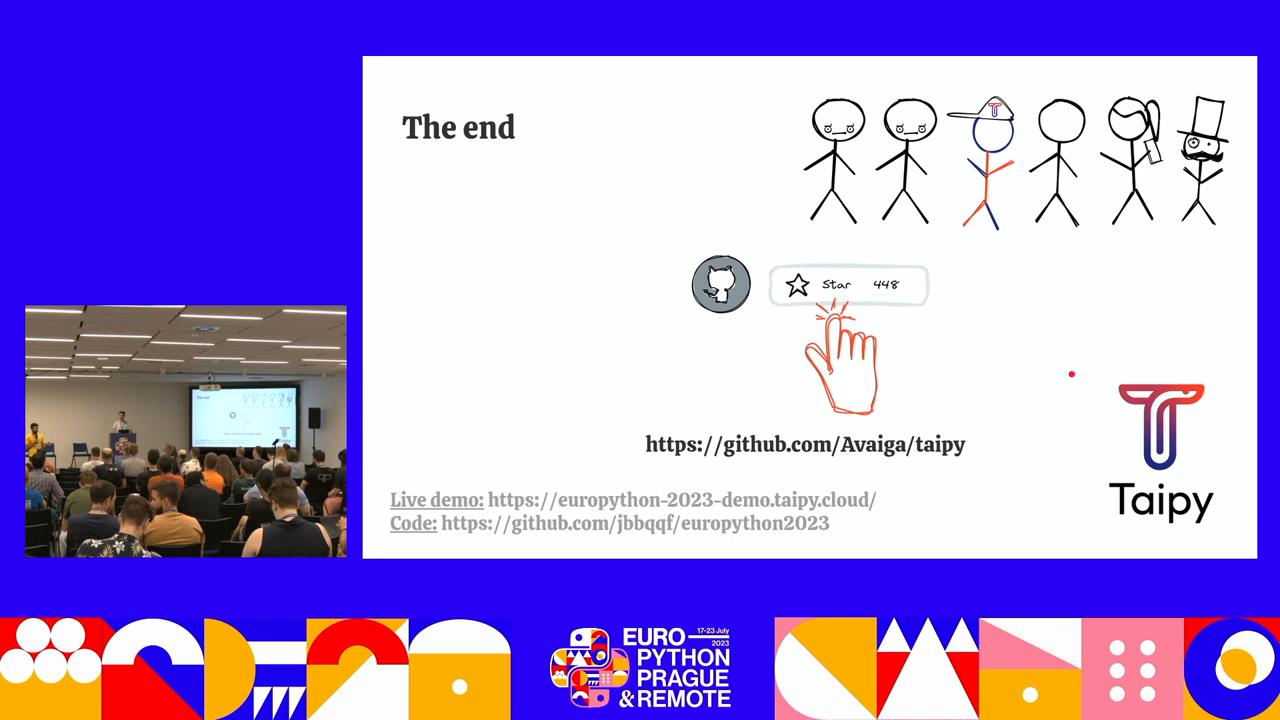 The end
Star 448
https://github.com/Avaiga/taipy
Live demo: https://europython-2023-demo.taipy.cloud/
Code: https://github.com/jbbqqf/europython2023
Taipy
17-23 July
2023
EURO
PYTHON
PRAGUE
& REMOTE